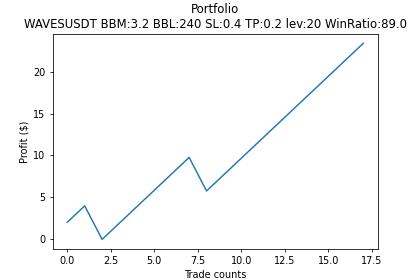 Portfolio
WAVESUSDT BBM:3.2 BBL:240 SL:0.4 TP:0.2 lev:20 WinRatio:89.0
Profit ($)
20
15
10
5
0
0.0 2.5 5.0 7.5 10.0 12.5 15.0 17.5
Trade counts